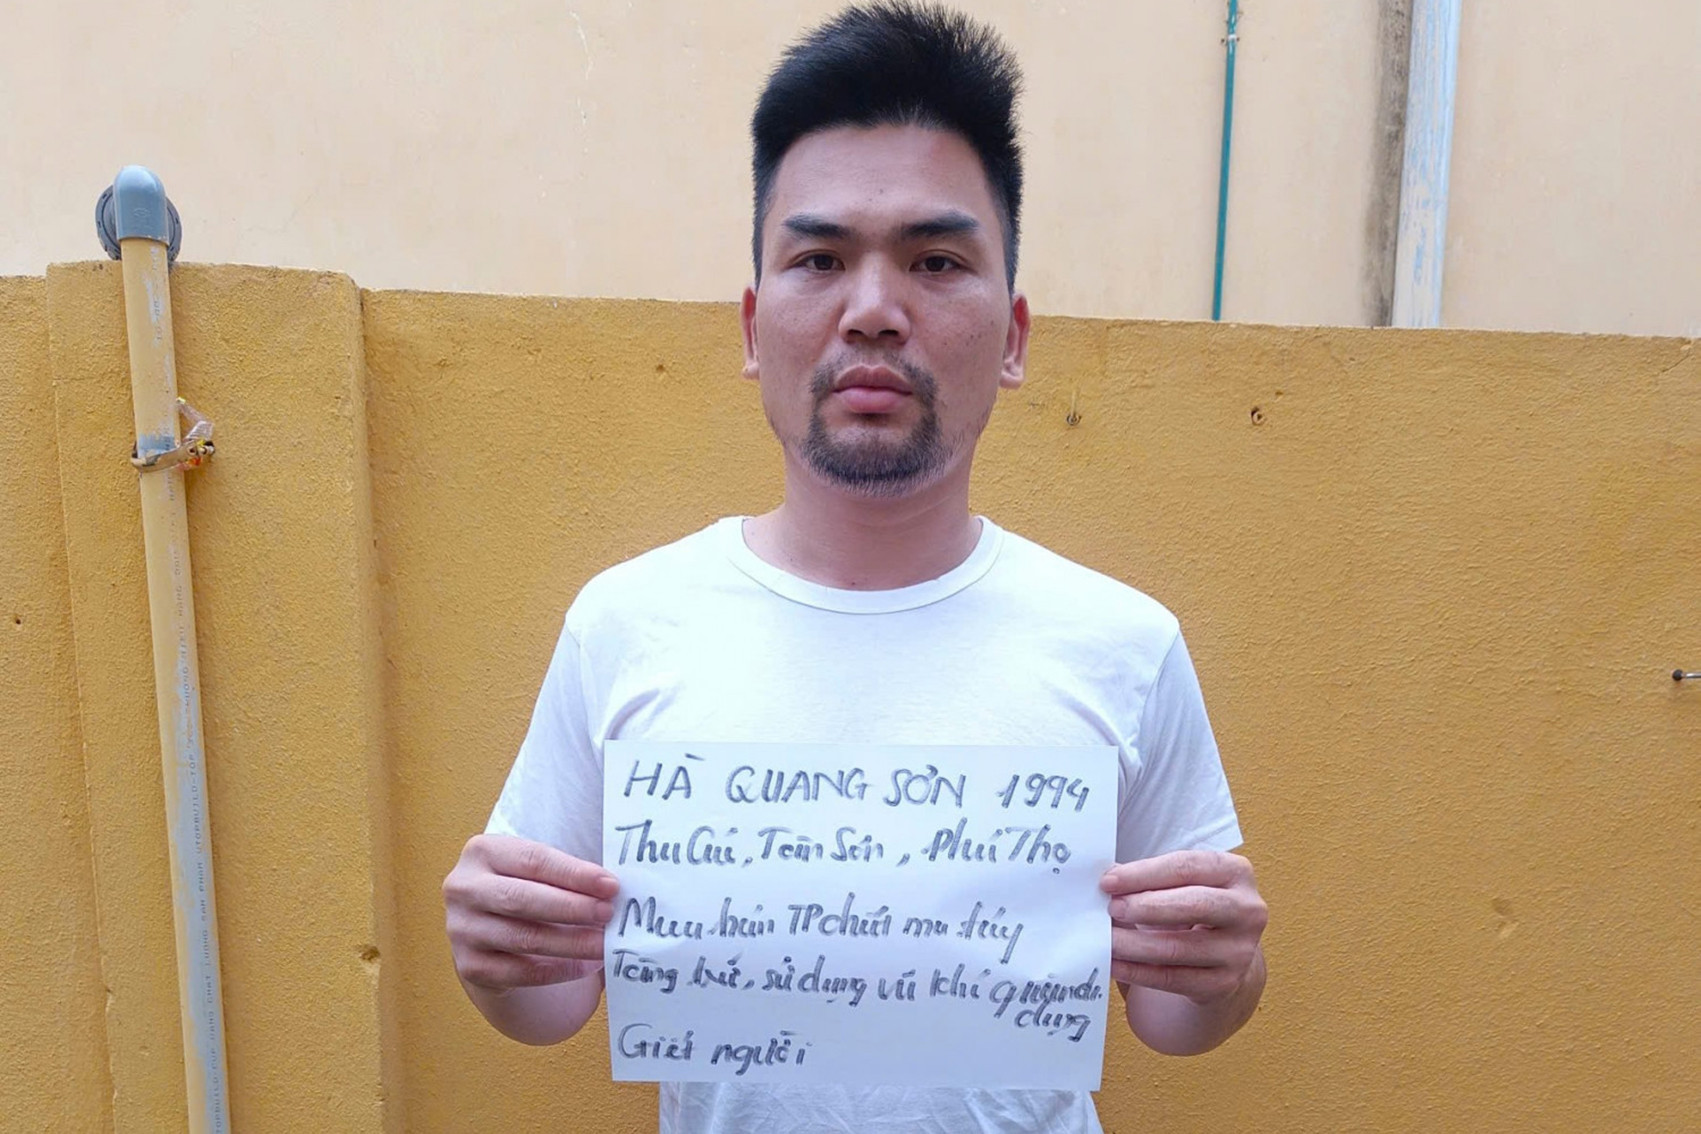 HÀ QUANG SƠN 1994
Thu Cúc, Tân Sơn, Phú Thọ
Mua bán TP chất ma túy
Tàng trữ, sử dụng vũ khí quân
dụng
Giết người